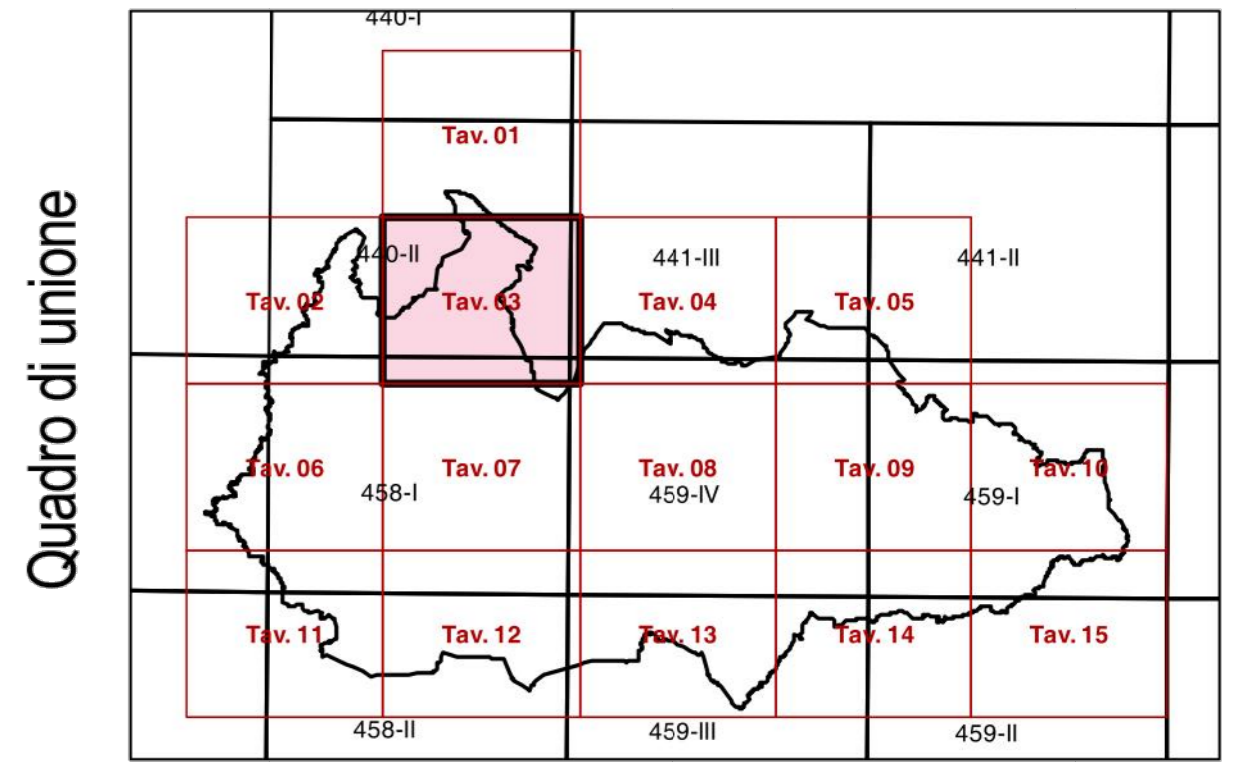 Quadro di unione
440-I
Tav. 01
440-II
441-III
441-II
Tav. 02
Tav. 03
Tav. 04
Tav. 05
Tav. 06
Tav. 07
Tav. 08
Tav. 09
Tav. 10
458-I
459-IV
459-I
Tav. 11
Tav. 12
Tav. 13
Tav. 14
Tav. 15
458-II
459-III
459-II